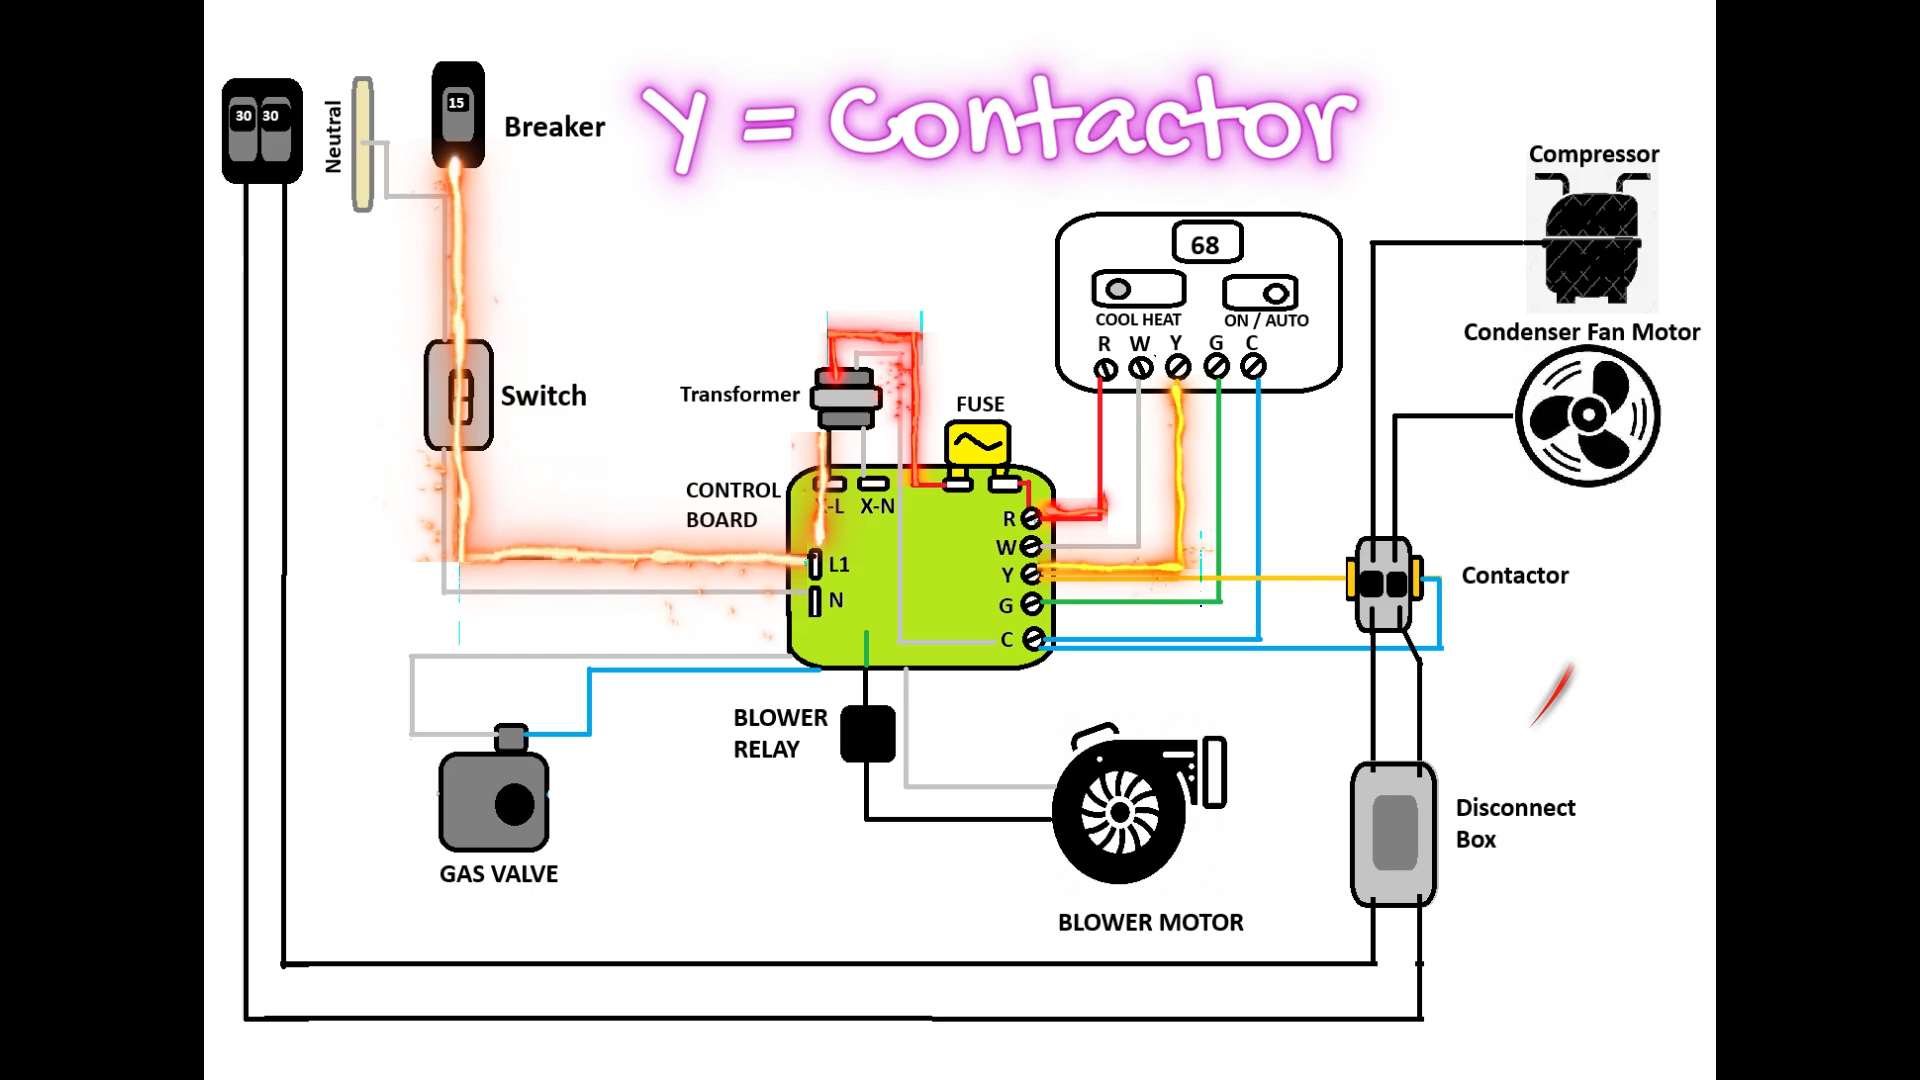 Y = Contactor
30 30
Neutral
15
Breaker
Compressor
68
COOL HEAT
ON / AUTO
R W Y G C
Condenser Fan Motor
Switch
Transformer
FUSE
CONTROL
BOARD
X-L
X-N
R
W
Y
G
C
L1
N
Contactor
BLOWER
RELAY
GAS VALVE
BLOWER MOTOR
Disconnect
Box